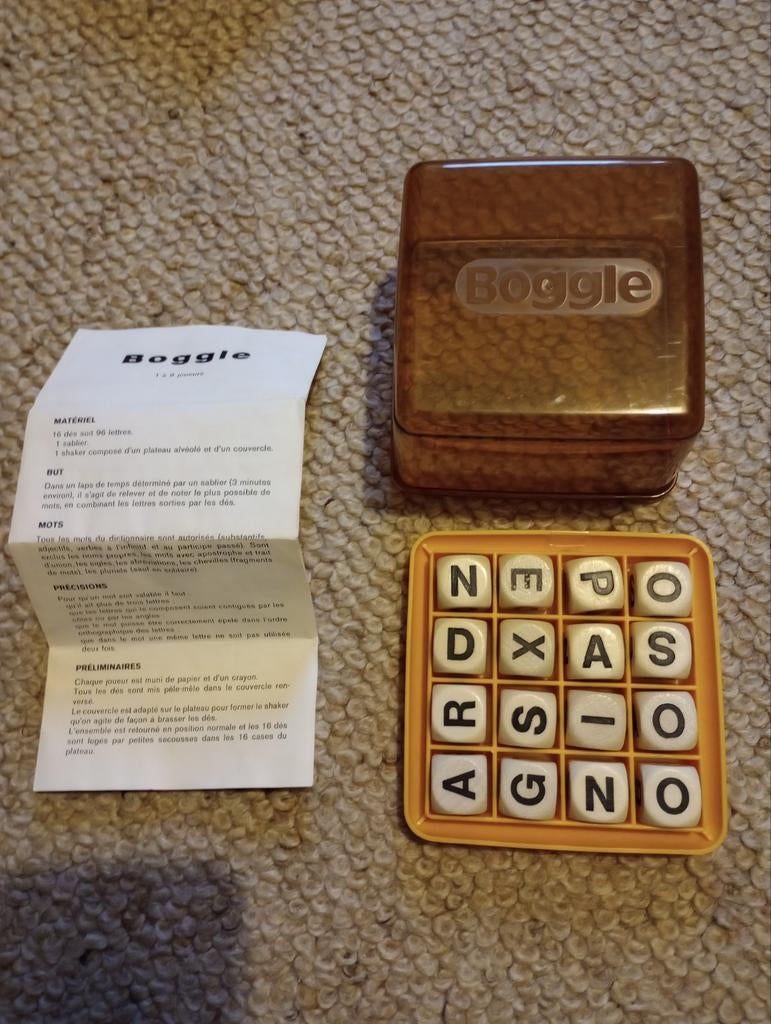 Boggle
Boggle
1 à 8 joueurs
MATÉRIEL
16 dés soit 96 lettres.
1 sablier.
1 shaker composé d'un plateau alvéolé et d'un couvercle.
BUT
Dans un laps de temps déterminé par un sablier (3 minutes
environ), il s'agit de relever et de noter le plus possible de
mots, en combinant les lettres sorties par les dés.
MOTS
Tous les mots du dictionnaire sont autorisés (substantifs,
adjectifs, verbes à l'infinitif et au participe passé). Sont
exclus les noms propres, les mots avec apostrophe et trait
d'union, les sigles, les abréviations, les chevilles (fragments
de mots), les pluriels (sauf en solitaire).
PRÉCISIONS
Pour qu'un mot soit valable il faut :
qu'il ait plus de trois lettres
que les lettres qui le composent soient contiguës par les
côtés ou par les angles
que le mot puisse être correctement épelé dans l'ordre
orthographique des lettres
que dans le mot une même lettre ne soit pas utilisée
deux fois.
PRÉLIMINAIRES
Chaque joueur est muni de papier et d'un crayon.
Tous les dés sont mis pêle-mêle dans le couvercle ren-
versé.
Le couvercle est adapté sur le plateau pour former le shaker
qu'on agite de façon à brasser les dés.
L'ensemble est retourné en position normale et les 16 dés
sont logés par petites secousses dans les 16 cases du
plateau.
N E P O
D X A S
R S I O
A G N O